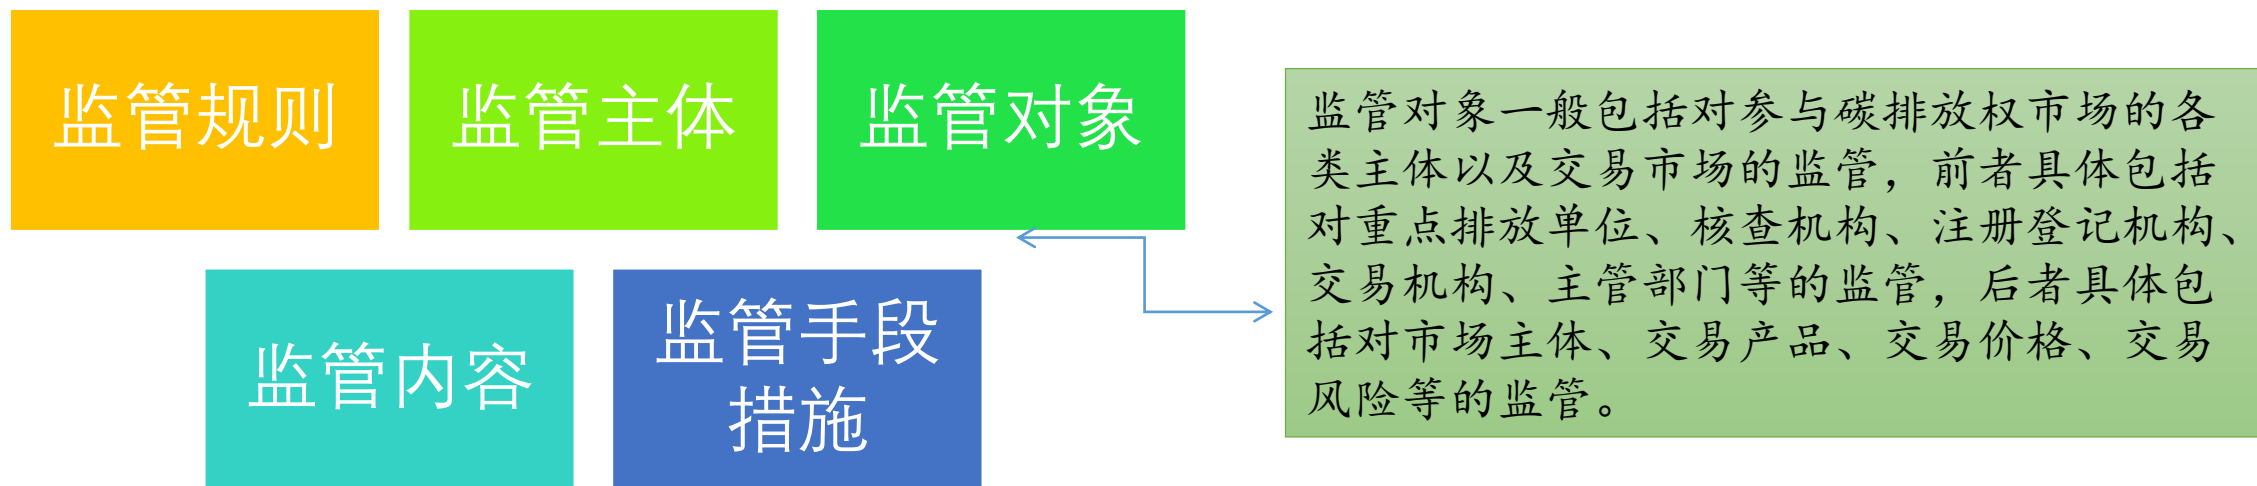 监管规则
监管主体
监管对象
监管内容
监管手段
措施
监管对象一般包括对参与碳排放权市场的各
类主体以及交易市场的监管，前者具体包括
对重点排放单位、核查机构、注册登记机构、
交易机构、主管部门等的监管，后者具体包
括对市场主体、交易产品、交易价格、交易
风险等的监管。